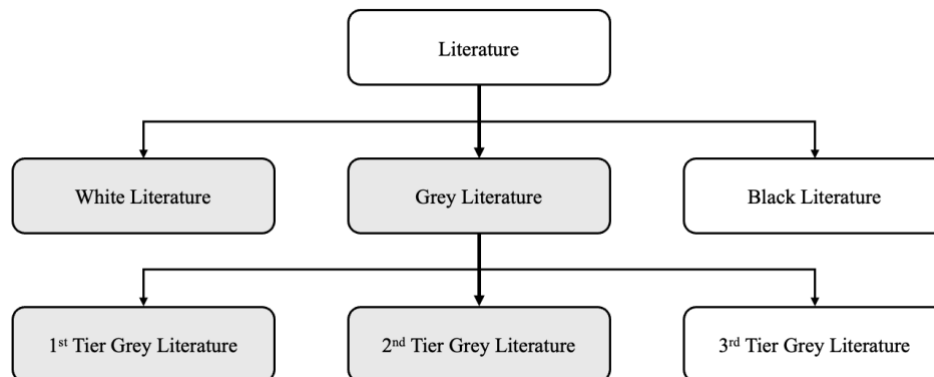 Literature
White Literature
Grey Literature
Black Literature
1st Tier Grey Literature
2nd Tier Grey Literature
3rd Tier Grey Literature